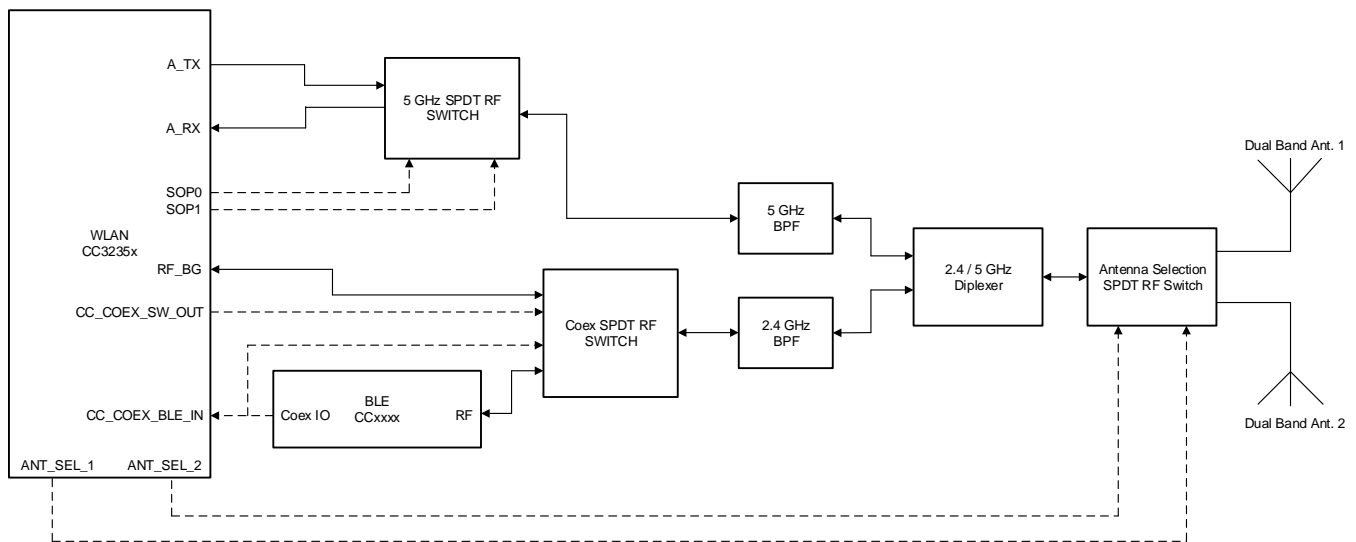 A_TX
A_RX
SOP0
SOP1
WLAN
CC3235x
RF_BG
CC_COEX_SW_OUT
CC_COEX_BLE_IN
ANT_SEL_1
ANT_SEL_2
5 GHz SPDT RF
SWITCH
Coex SPDT RF
SWITCH
Coex IO
BLE
CCxxxx
RF
5 GHz
BPF
2.4 GHz
BPF
2.4 / 5 GHz
Diplexer
Antenna Selection
SPDT RF Switch
Dual Band Ant. 1
Dual Band Ant. 2